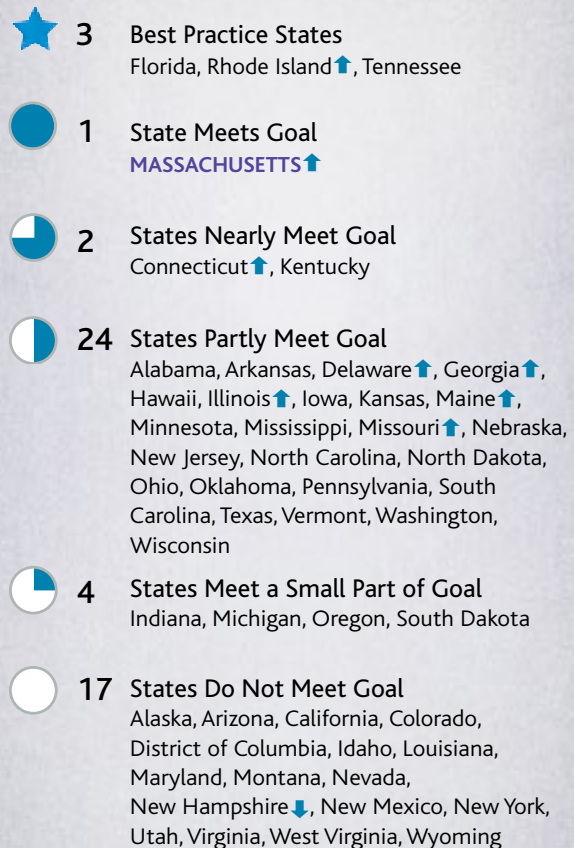 3 Best Practice States
Florida, Rhode Island⬆, Tennessee
1 State Meets Goal
MASSACHUSETTS⬆
2 States Nearly Meet Goal
Connecticut⬆, Kentucky
24 States Partly Meet Goal
Alabama, Arkansas, Delaware⬆, Georgia⬆,
Hawaii, Illinois⬆, Iowa, Kansas, Maine⬆,
Minnesota, Mississippi, Missouri⬆, Nebraska,
New Jersey, North Carolina, North Dakota,
Ohio, Oklahoma, Pennsylvania, South
Carolina, Texas, Vermont, Washington,
Wisconsin
4 States Meet a Small Part of Goal
Indiana, Michigan, Oregon, South Dakota
17 States Do Not Meet Goal
Alaska, Arizona, California, Colorado,
District of Columbia, Idaho, Louisiana,
Maryland, Montana, Nevada,
New Hampshire⬇, New Mexico, New York,
Utah, Virginia, West Virginia, Wyoming